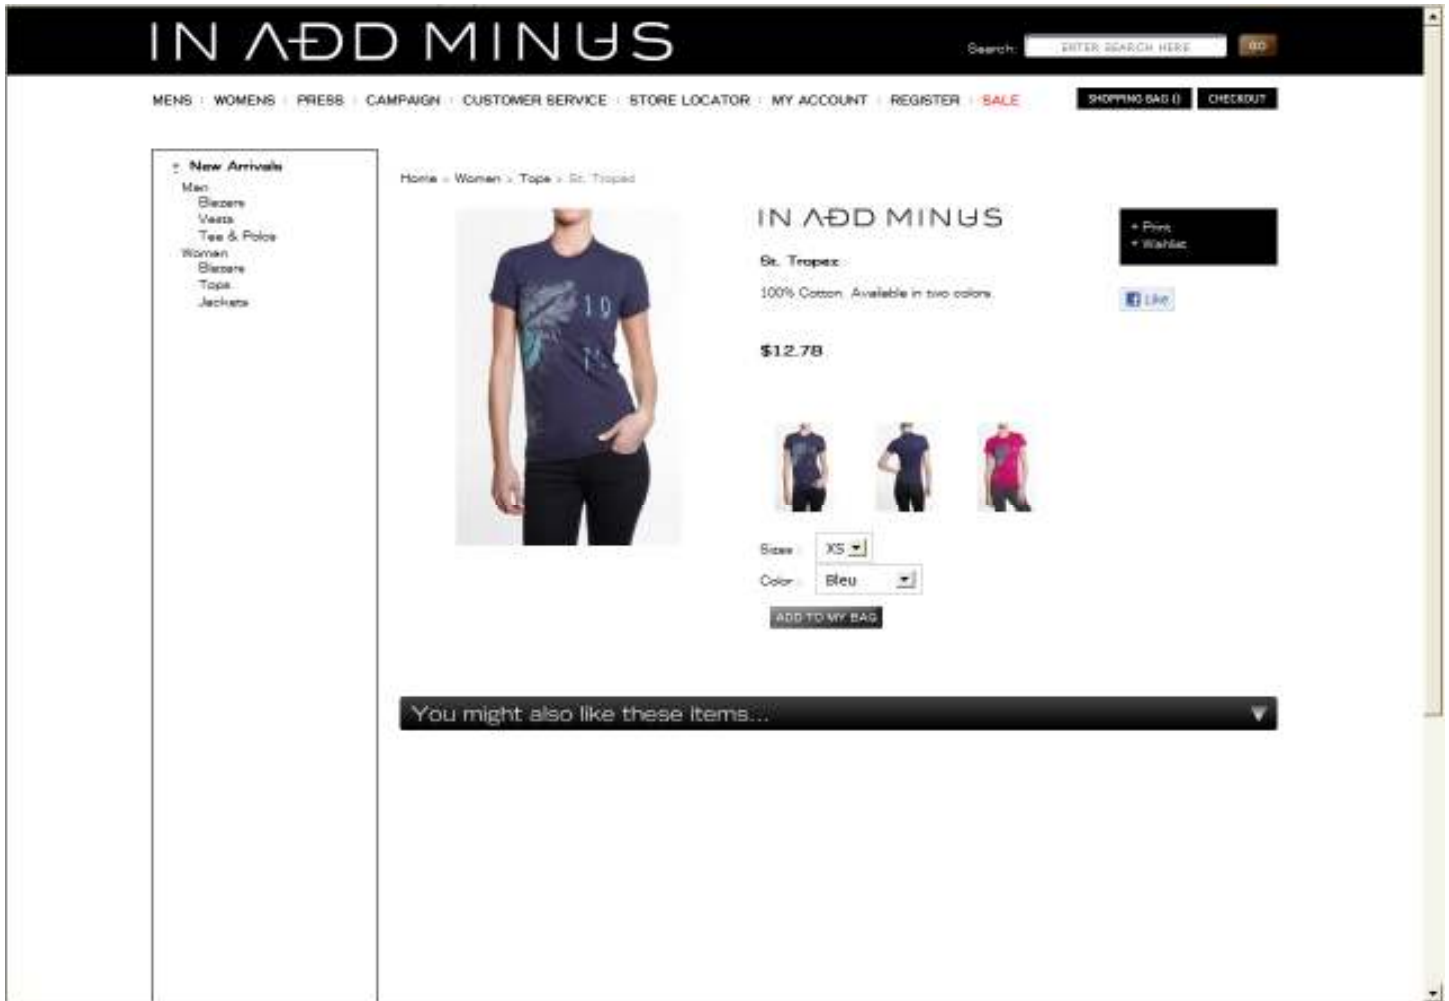 IN ADD MINUS
Search:
ENTER SEARCH HERE
GO
MENS
WOMENS
PRESS
CAMPAIGN
CUSTOMER SERVICE
STORE LOCATOR
MY ACCOUNT
REGISTER
SALE
SHOPPING BAG ()
CHECKOUT
New Arrivals
Men
Blazers
Vests
Tee & Polos
Women
Blazers
Tops
Jackets
Home > Women > Tops > St. Tropez
IN ADD MINUS
St. Tropez
100% Cotton. Available in two colors.
$12.78
+ Print
+ Wishlist
Like
10
Sizes :
XS
Color :
Bleu
ADD TO MY BAG
You might also like these items...